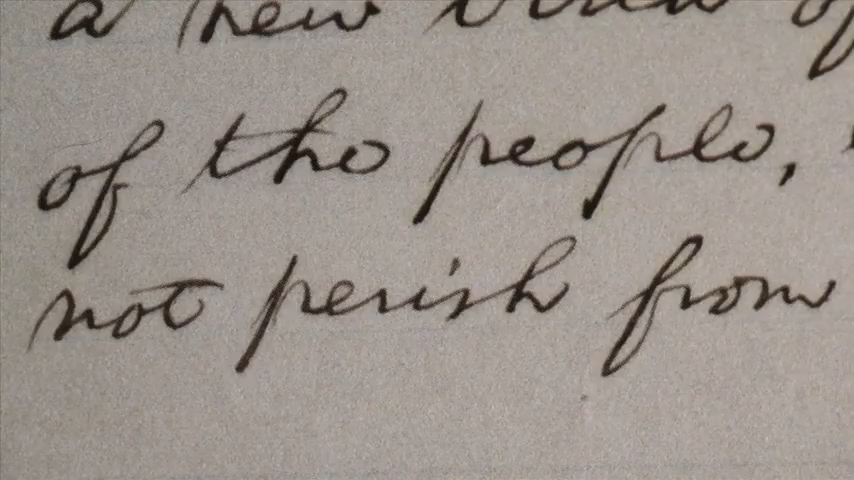 a new
of the people,
not perish from